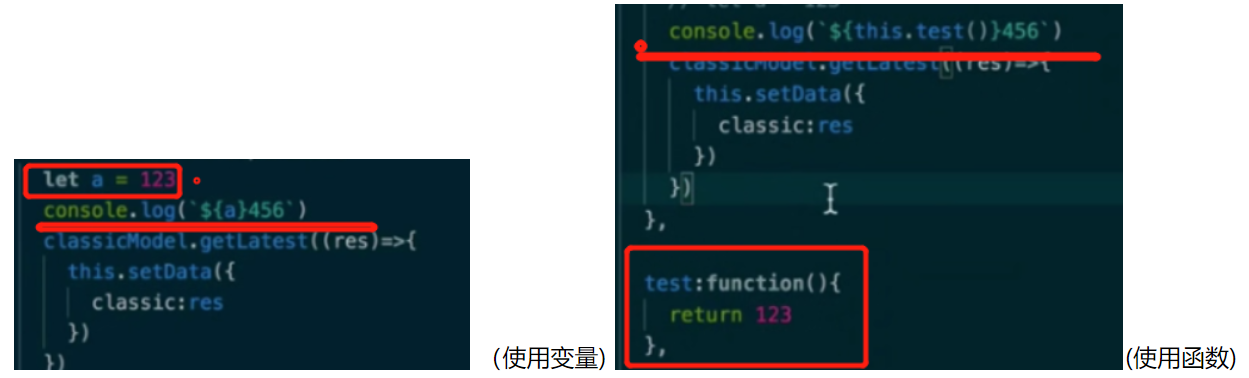 let a = 123
console.log(`${a}456`)
classicModel.getLatest((res)=>{
this.setData({
classic:res
})
})
(使用变量)
console.log(`${this.test()}456`)
classicModel.getLatest((res)=>{
this.setData({
classic:res
})
})
},
test:function(){
return 123
},
(使用函数)